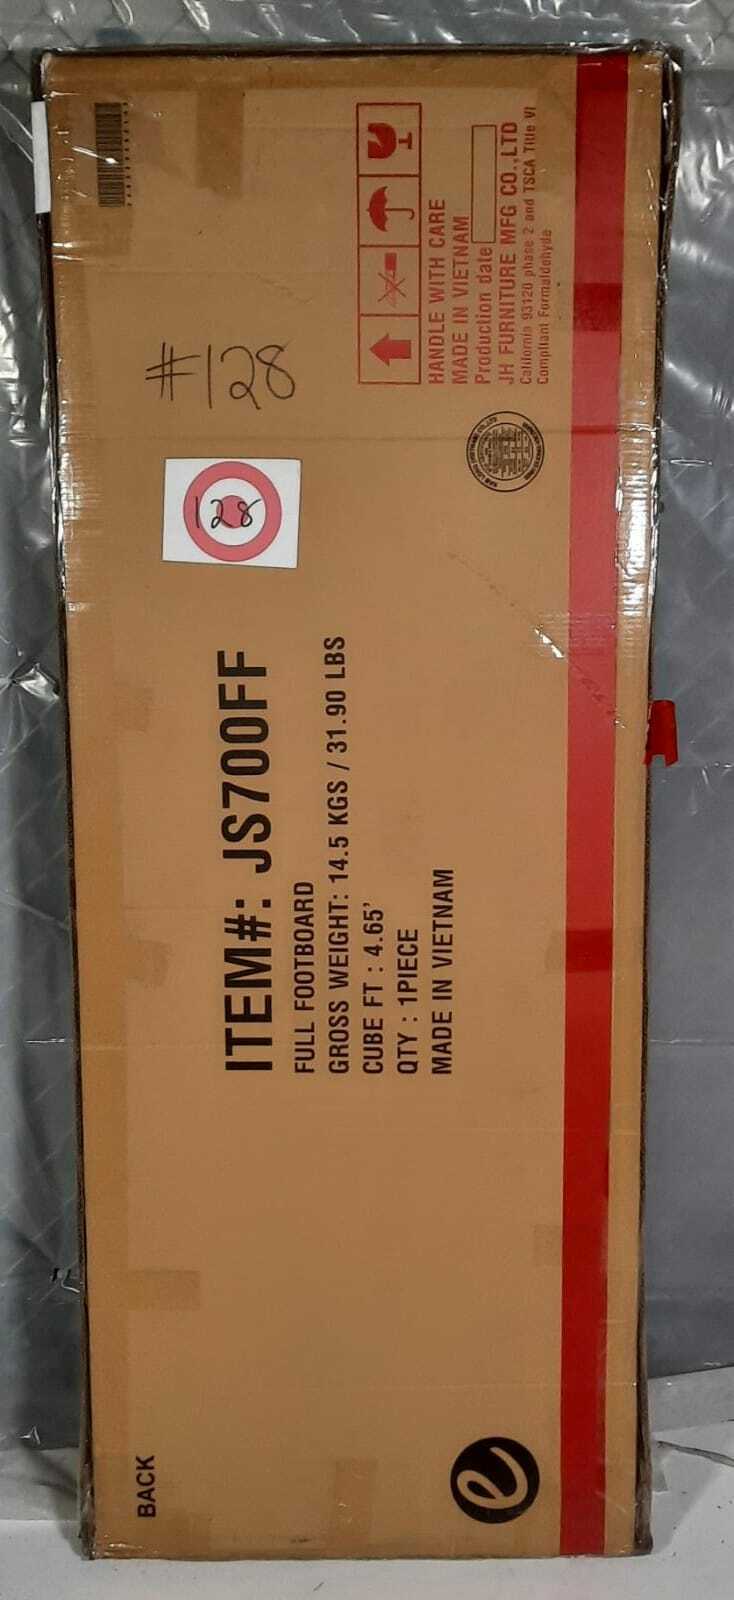 #128
128
ITEM#: JS700FF
FULL FOOTBOARD
GROSS WEIGHT: 14.5 KGS / 31.90 LBS
CUBE FT : 4.65'
QTY : 1PIECE
MADE IN VIETNAM
HANDLE WITH CARE
MADE IN VIETNAM
Production date
JH FURNITURE MFG CO.,LTD
California 93120 phase 2 and TSCA Title VI
Compliant Formaldehyde
BACK
e